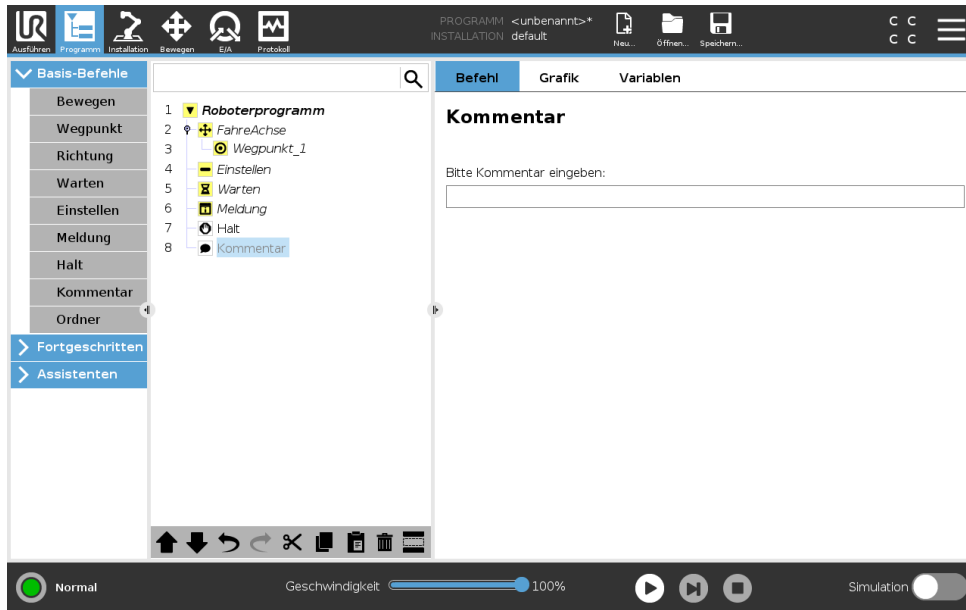 PROGRAMM <unbenannt>*
INSTALLATION default
Ausführen Programm Installation Bewegen E/A Protokoll Neu... Öffnen... Speichern...
C C
C C
Basis-Befehle
Bewegen
Wegpunkt
Richtung
Warten
Einstellen
Meldung
Halt
Kommentar
Ordner
Fortgeschritten
Assistenten
1 Roboterprogramm
2 FahreAchse
3 Wegpunkt_1
4 Einstellen
5 Warten
6 Meldung
7 Halt
8 Kommentar
Befehl Grafik Variablen
Kommentar
Bitte Kommentar eingeben:
Normal Geschwindigkeit 100% Simulation